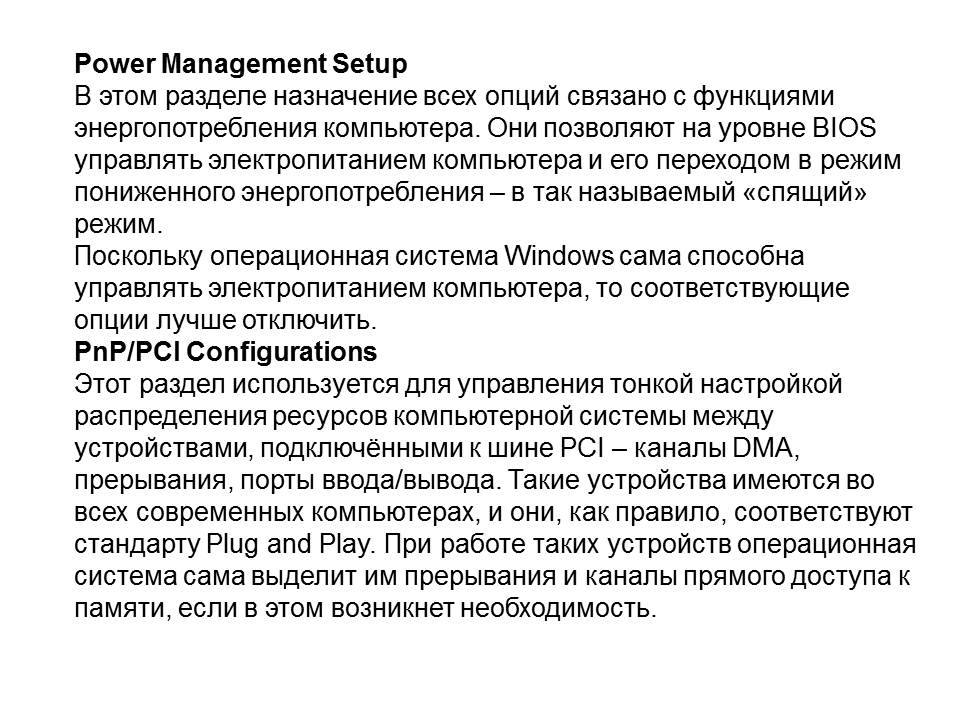 Power Management Setup
В этом разделе назначение всех опций связано с функциями
энергопотребления компьютера. Они позволяют на уровне BIOS
управлять электропитанием компьютера и его переходом в режим
пониженного энергопотребления – в так называемый «спящий»
режим.
Поскольку операционная система Windows сама способна
управлять электропитанием компьютера, то соответствующие
опции лучше отключить.
PnP/PCI Configurations
Этот раздел используется для управления тонкой настройкой
распределения ресурсов компьютерной системы между
устройствами, подключёнными к шине PCI – каналы DMA,
прерывания, порты ввода/вывода. Такие устройства имеются во
всех современных компьютерах, и они, как правило, соответствуют
стандарту Plug and Play. При работе таких устройств операционная
система сама выделит им прерывания и каналы прямого доступа к
памяти, если в этом возникнет необходимость.